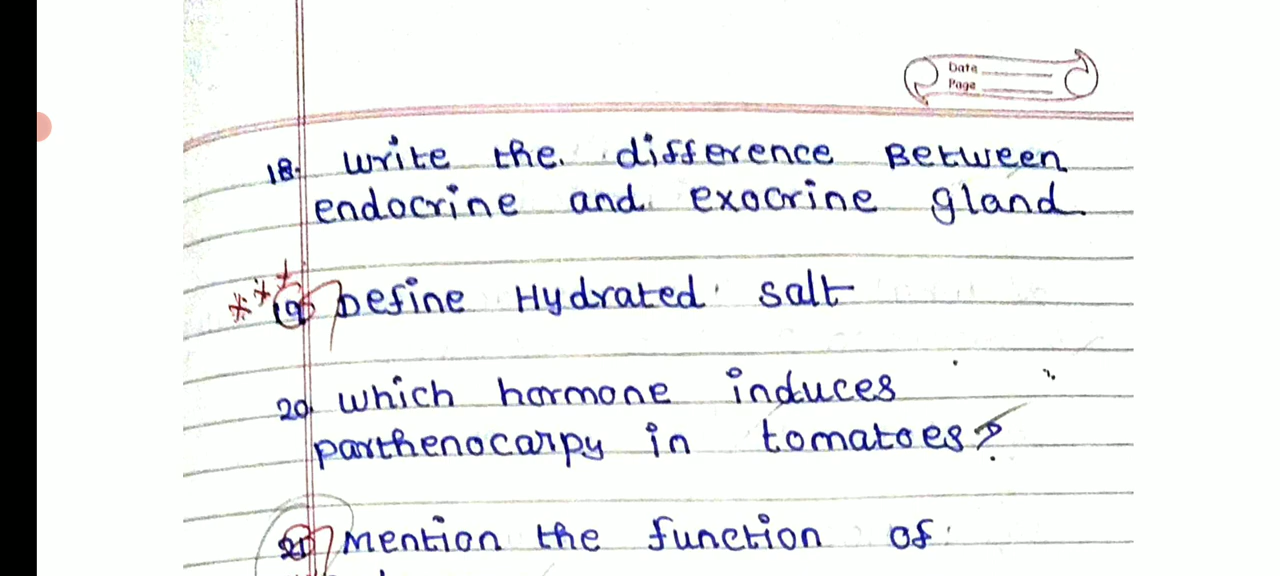 Date
Page
18. Write the difference Between
endocrine and exocrine gland.
*** 19 Define Hydrated salt
20. which hormone induces
parthenocarpy in tomatoes?
21 Mention the function of